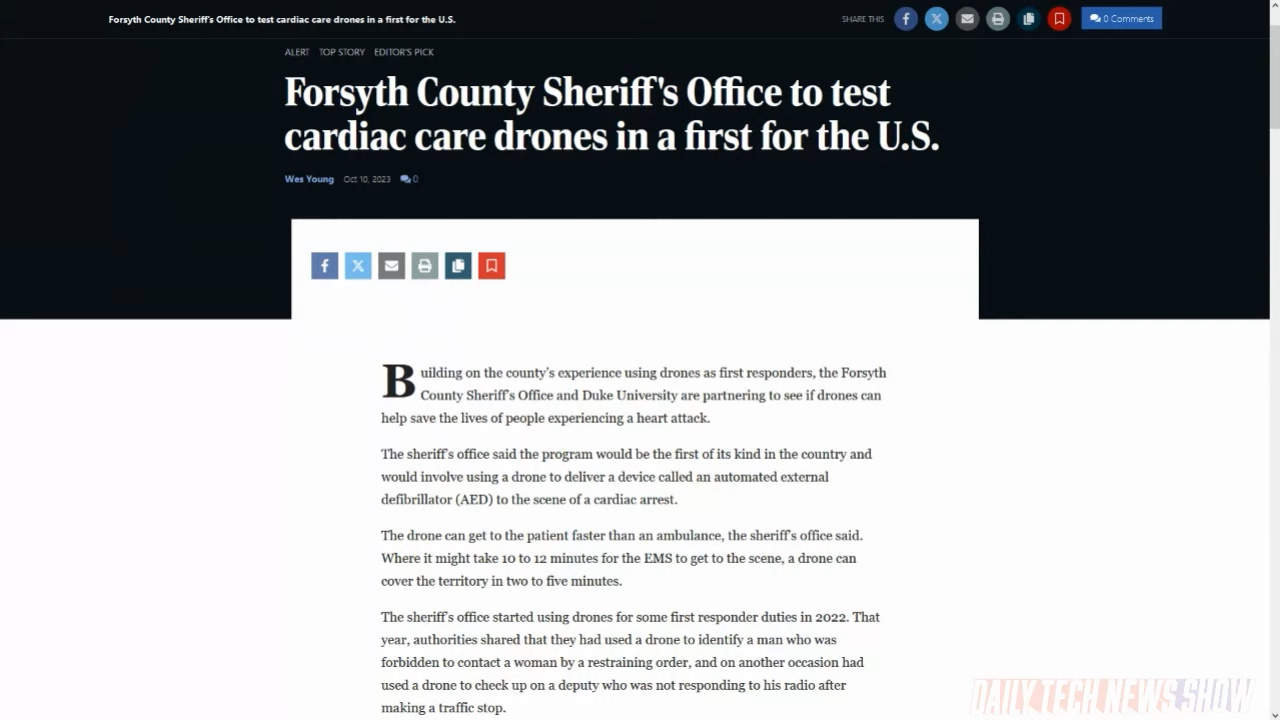 Forsyth County Sheriff's Office to test cardiac care drones in a first for the U.S.
SHARE THIS
0 Comments
ALERT TOP STORY EDITOR'S PICK
Forsyth County Sheriff's Office to test
cardiac care drones in a first for the U.S.
Wes Young Oct 10, 2023 0
Building on the county's experience using drones as first responders, the Forsyth
County Sheriff's Office and Duke University are partnering to see if drones can
help save the lives of people experiencing a heart attack.
The sheriff's office said the program would be the first of its kind in the country and
would involve using a drone to deliver a device called an automated external
defibrillator (AED) to the scene of a cardiac arrest.
The drone can get to the patient faster than an ambulance, the sheriff's office said.
Where it might take 10 to 12 minutes for the EMS to get to the scene, a drone can
cover the territory in two to five minutes.
The sheriff's office started using drones for some first responder duties in 2022. That
year, authorities shared that they had used a drone to identify a man who was
forbidden to contact a woman by a restraining order, and on another occasion had
used a drone to check up on a deputy who was not responding to his radio after
making a traffic stop.
DAILY TECH NEWS SHOW